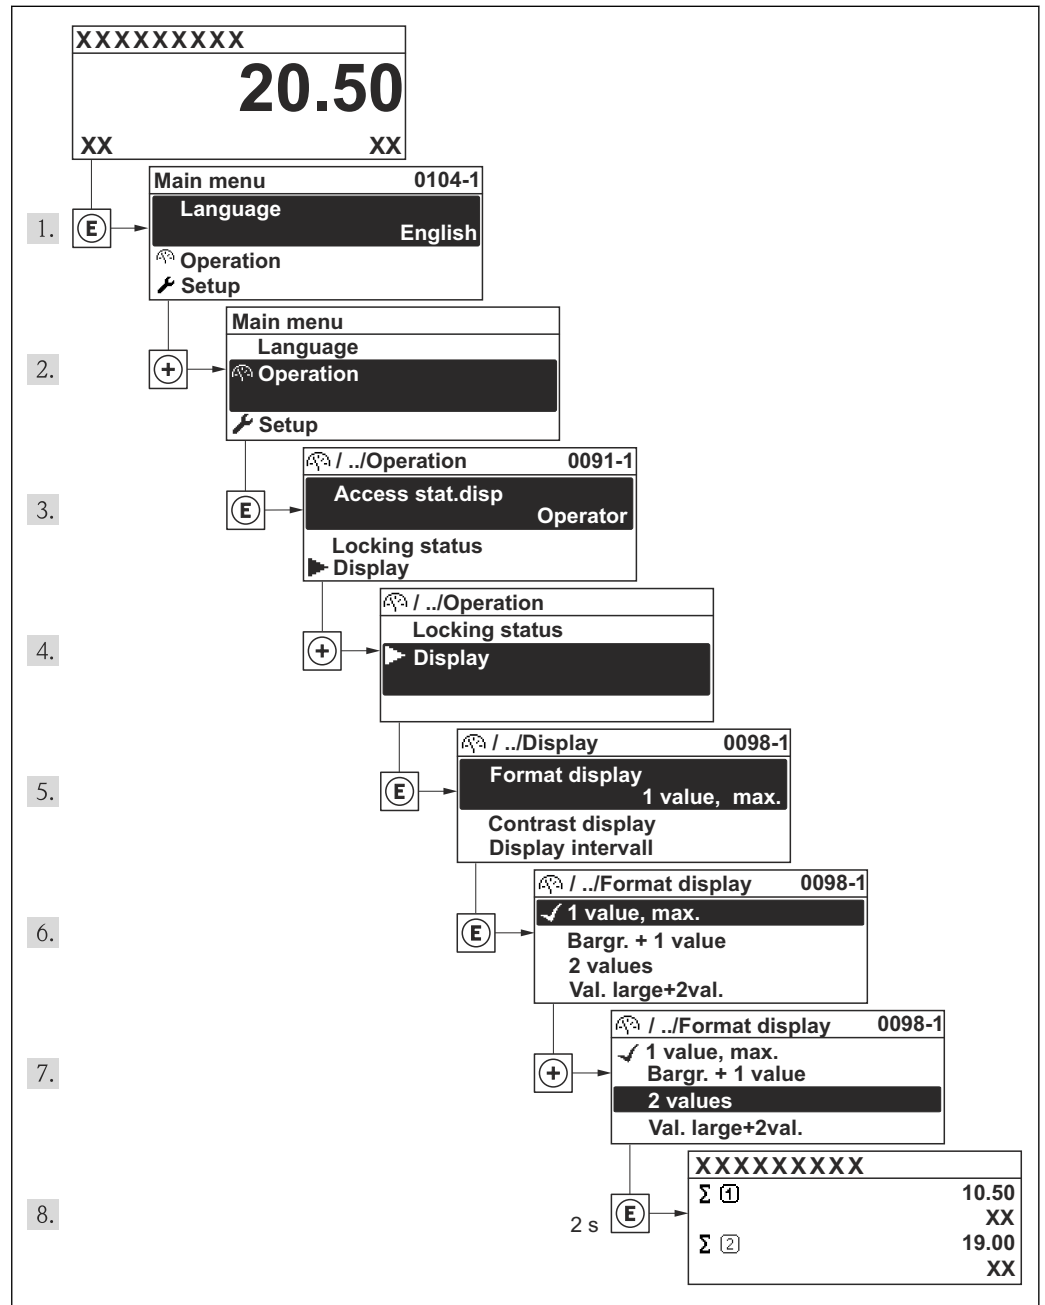 XXXXXXXXX
20.50
XX XX
Main menu 0104-1
Language
English
Operation
Setup
1. E
Main menu
Language
Operation
Setup
2. +
/ ../Operation 0091-1
Access stat.disp
Operator
Locking status
Display
3. E
/ ../Operation
Locking status
Display
4. +
/ ../Display 0098-1
Format display
1 value, max.
Contrast display
Display intervall
5. E
/ ../Format display 0098-1
1 value, max.
Bargr. + 1 value
2 values
Val. large+2val.
6. E
/ ../Format display 0098-1
1 value, max.
Bargr. + 1 value
2 values
Val. large+2val.
7. +
XXXXXXXXX
Σ 1 10.50
XX
Σ 2 19.00
XX
8. 2 s E